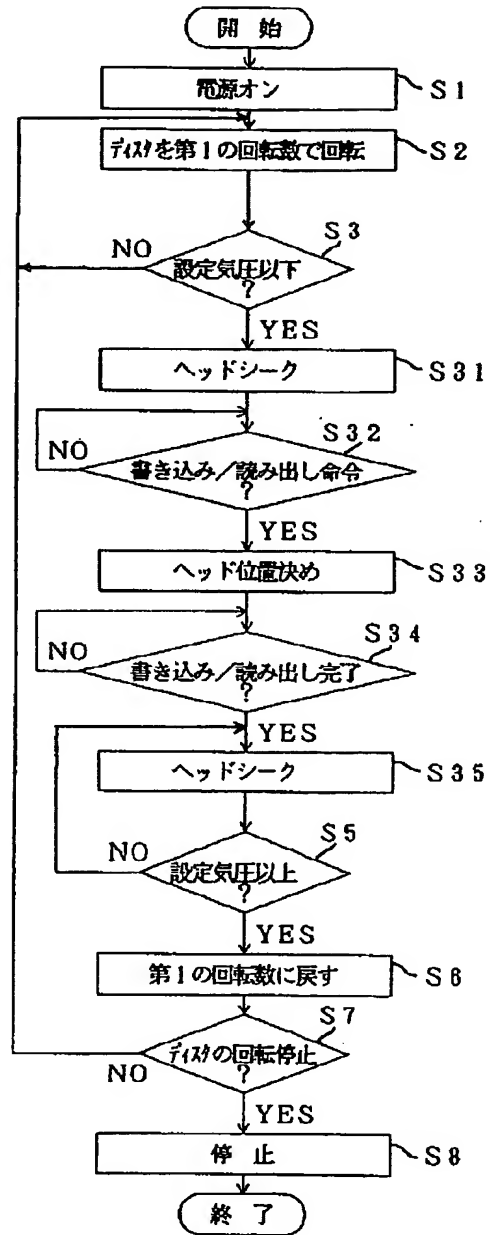 開 始
電源オン
S1
ディスクを第1の回転数で回転
S2
S3
NO
設定気圧以下
?
YES
ヘッドシーク
S31
S32
NO
書き込み/読み出し命令
?
YES
ヘッド位置決め
S33
S34
NO
書き込み/読み出し完了
?
YES
ヘッドシーク
S35
S5
NO
設定気圧以上
?
YES
第1の回転数に戻す
S6
S7
ディスクの回転停止
NO
?
YES
停 止
S8
終 了